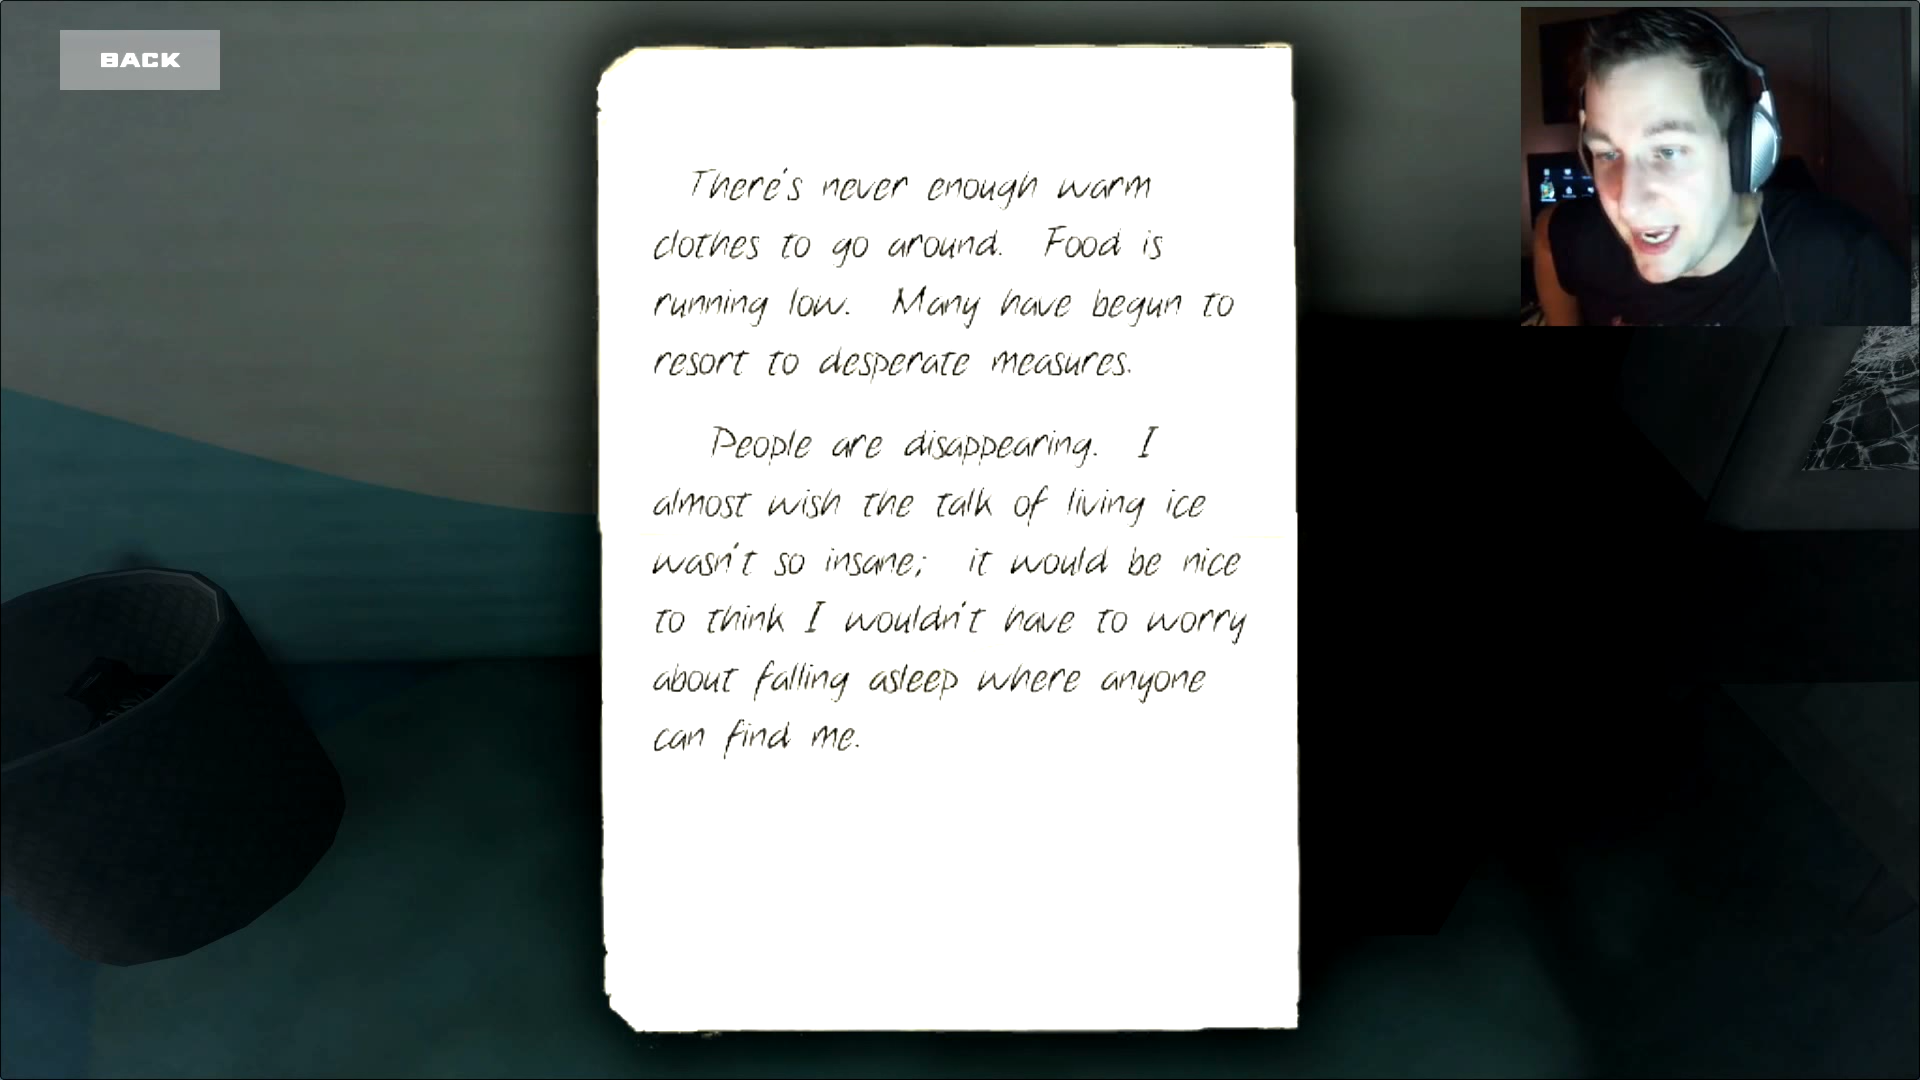 BACK
There's never enough warm
clothes to go around. Food is
running low. Many have begun to
resort to desperate measures.
People are disappearing. I
almost wish the talk of living ice
wasn't so insane; it would be nice
to think I wouldn't have to worry
about falling asleep where anyone
can find me.